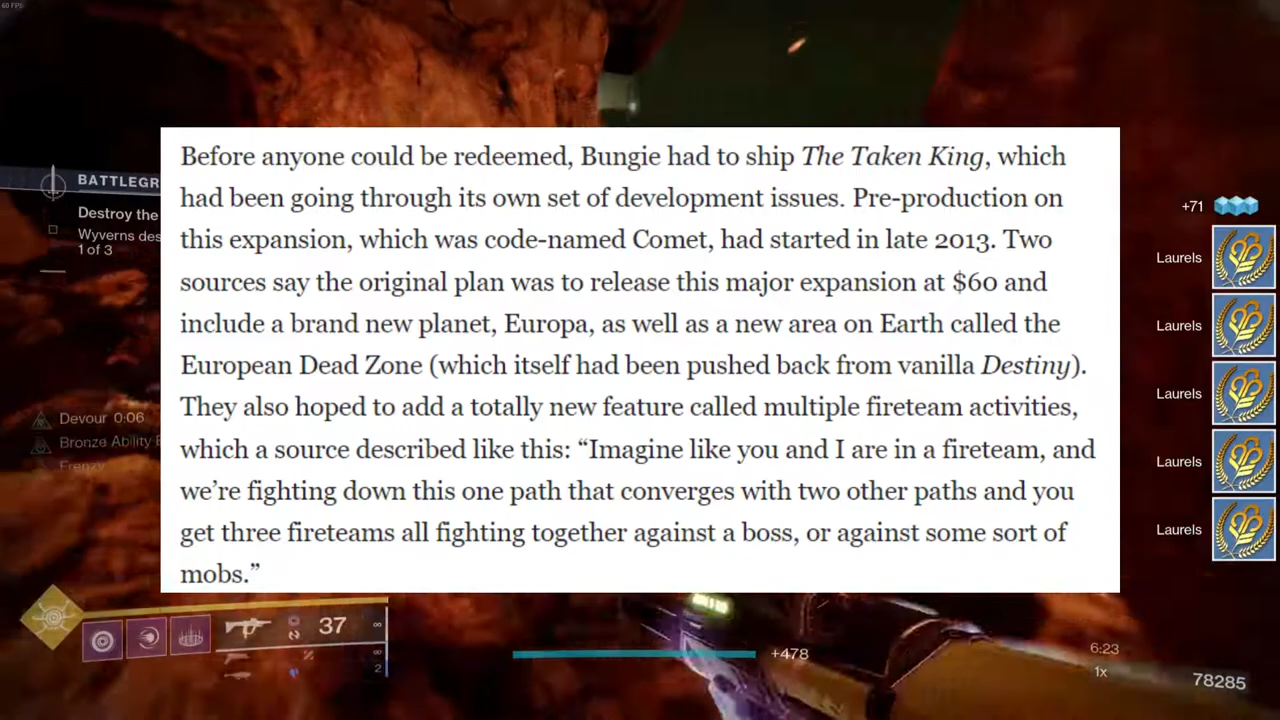 60 FPS
BATTLEGR
Destroy the
Wyverns des
1 of 3
Before anyone could be redeemed, Bungie had to ship The Taken King, which
had been going through its own set of development issues. Pre-production on
this expansion, which was code-named Comet, had started in late 2013. Two
sources say the original plan was to release this major expansion at $60 and
include a brand new planet, Europa, as well as a new area on Earth called the
European Dead Zone (which itself had been pushed back from vanilla Destiny).
They also hoped to add a totally new feature called multiple fireteam activities,
which a source described like this: “Imagine like you and I are in a fireteam, and
we’re fighting down this one path that converges with two other paths and you
get three fireteams all fighting together against a boss, or against some sort of
mobs.”
+71
Laurels
Laurels
Laurels
Laurels
Laurels
Devour 0:06
Bronze Ability E
Frenzy
37
∞
∞
2
+478
6:23
1x
78285